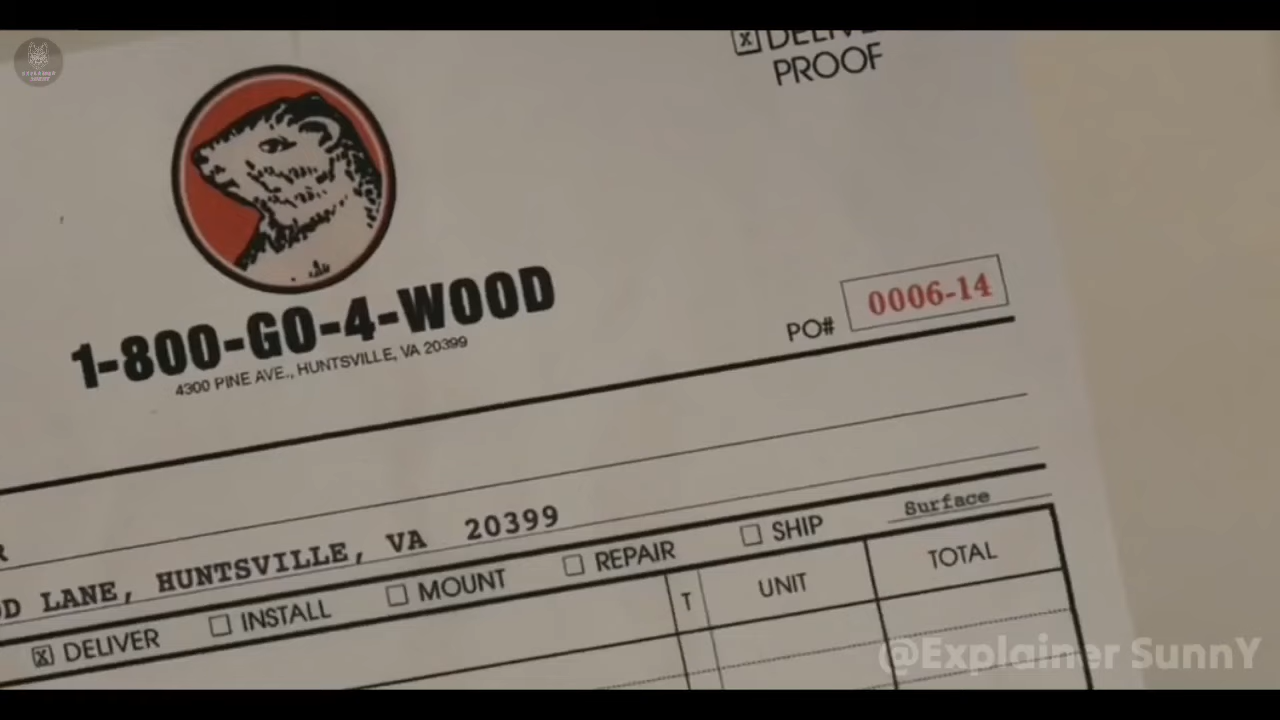 DELIV
PROOF
1-800-GO-4-WOOD
4300 PINE AVE., HUNTSVILLE, VA 20399
PO# 0006-14
LANE, HUNTSVILLE, VA 20399
Surface
☒ DELIVER ☐ INSTALL ☐ MOUNT ☐ REPAIR ☐ SHIP
T UNIT TOTAL
@Explainer SunnY